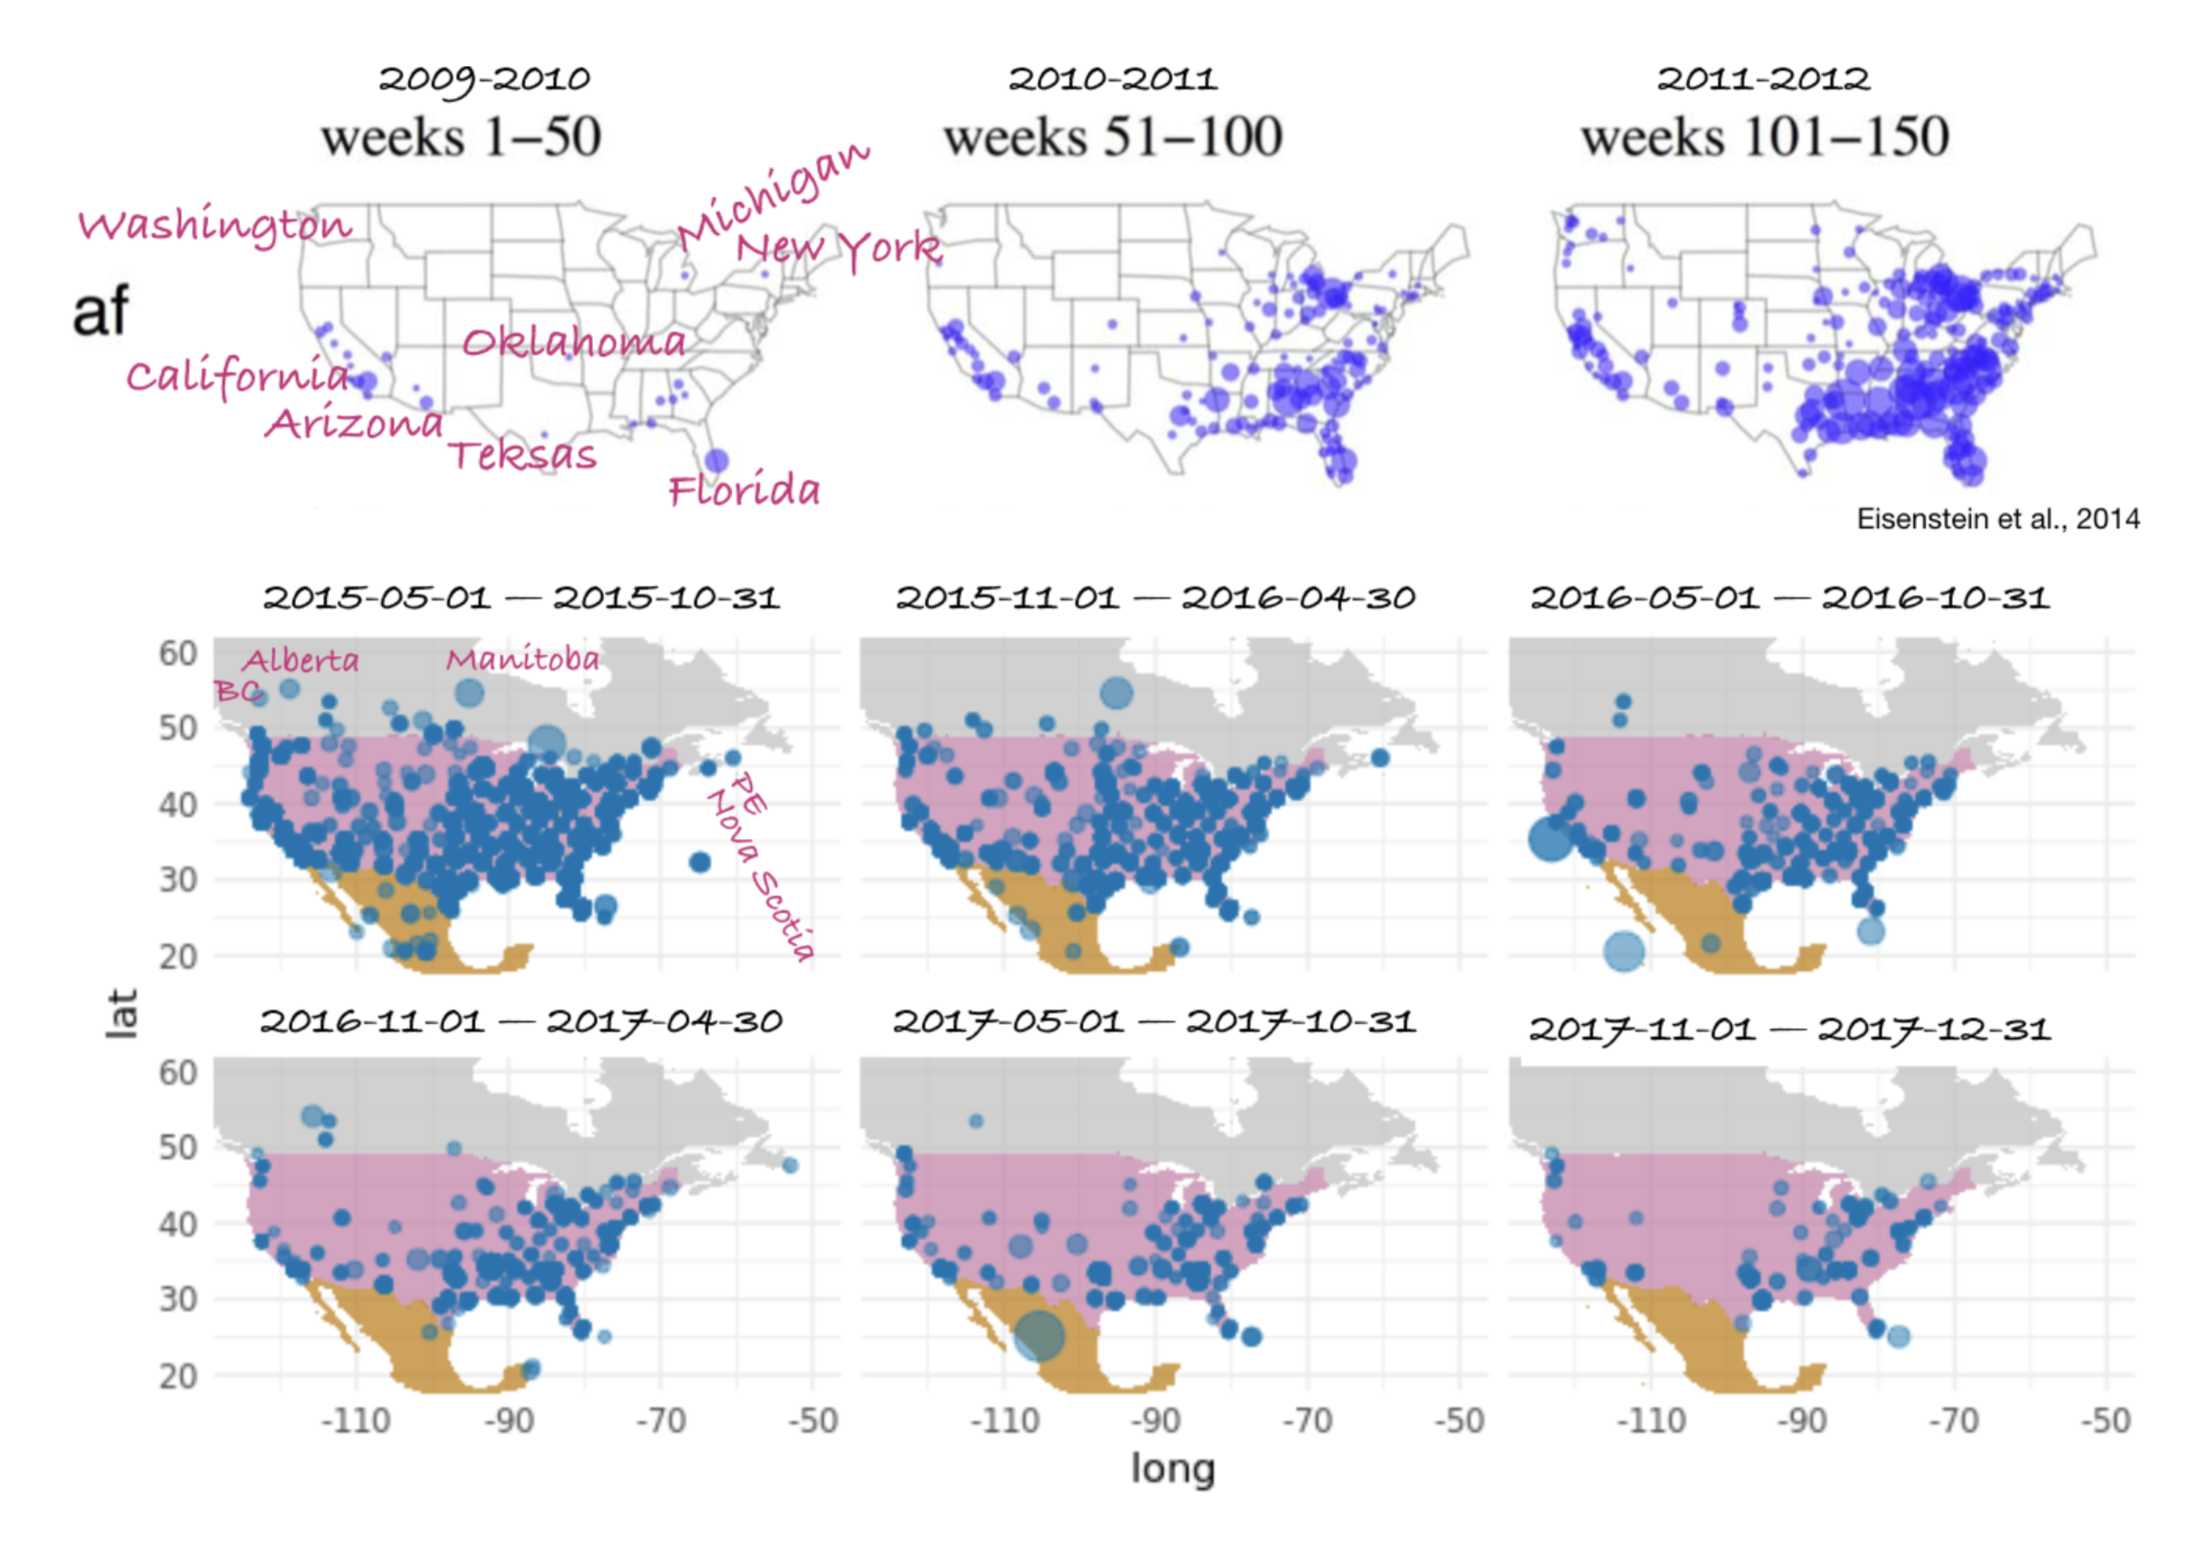 2009-2010
2010-2011
2011-2012
weeks 1–50
weeks 51–100
weeks 101–150
Michigan
Washington
New York
af
Oklahoma
California
Arizona
Teksas
Florida
Eisenstein et al., 2014
2015-05-01 — 2015-10-31
2015-11-01 — 2016-04-30
2016-05-01 — 2016-10-31
60
Alberta
Manitoba
BC
50
40
PE
Nova Scotia
30
20
lat
2016-11-01 — 2017-04-30
2017-05-01 — 2017-10-31
2017-11-01 — 2017-12-31
60
50
40
30
20
-110 -90 -70 -50
-110 -90 -70 -50
-110 -90 -70 -50
long